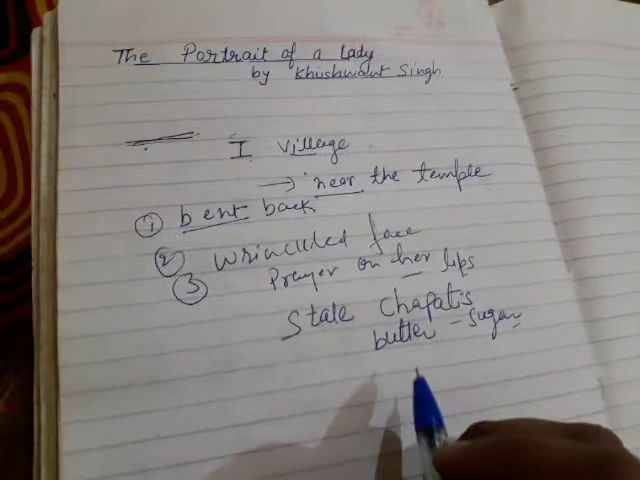 The Portrait of a Lady
by Khushwant Singh
I village
→ near the temple
① bent back
② wrinculded face
③ Prayer on her lips
Stale Chapatis
butter - sugar